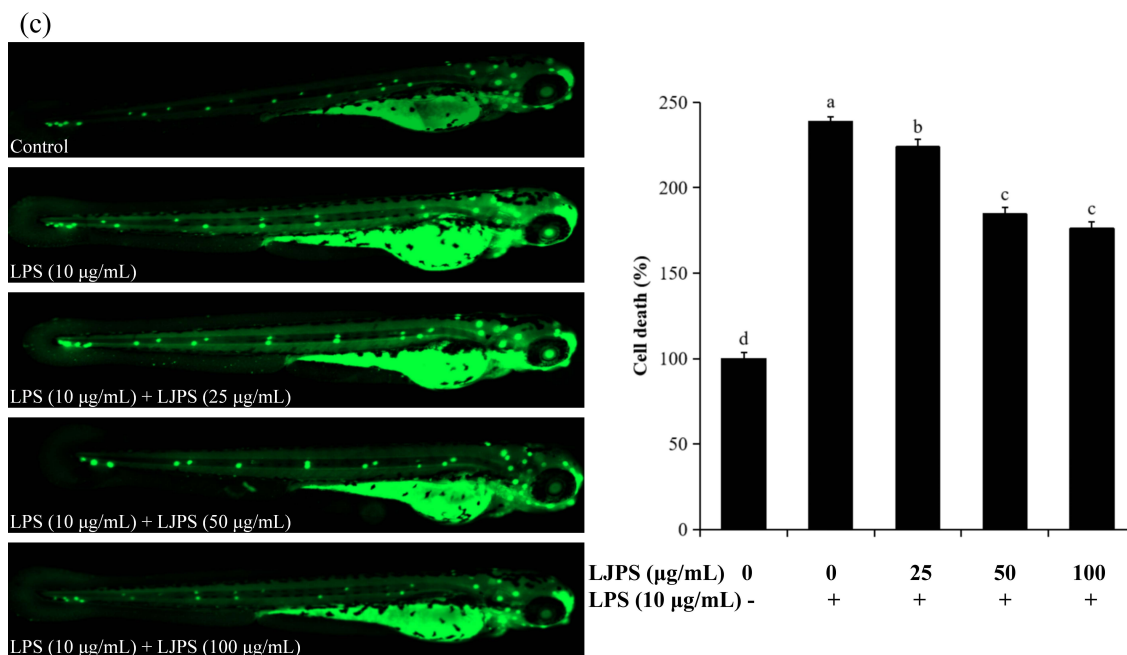 (c)
Control
LPS (10 μg/mL)
LPS (10 μg/mL) + LJPS (25 μg/mL)
LPS (10 μg/mL) + LJPS (50 μg/mL)
LPS (10 μg/mL) + LJPS (100 μg/mL)
Cell death (%)
250
200
150
100
50
0
d
a
b
c
c
LJPS (μg/mL) 0 0 25 50 100
LPS (10 μg/mL) - + + + +